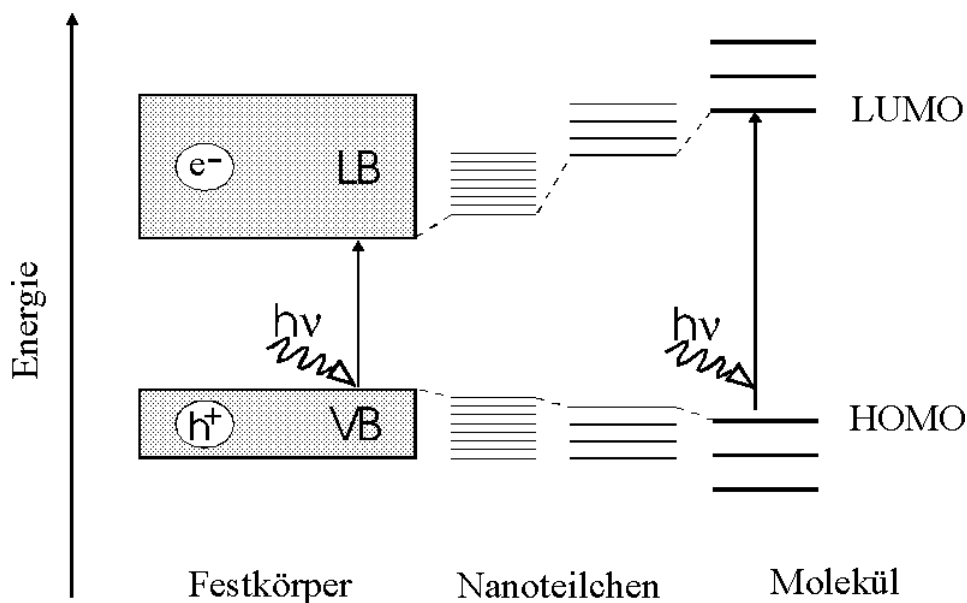 LUMO
e⁻
LB
hν
hν
Energie
h⁺
VB
HOMO
Festkörper
Nanoteilchen
Molekül